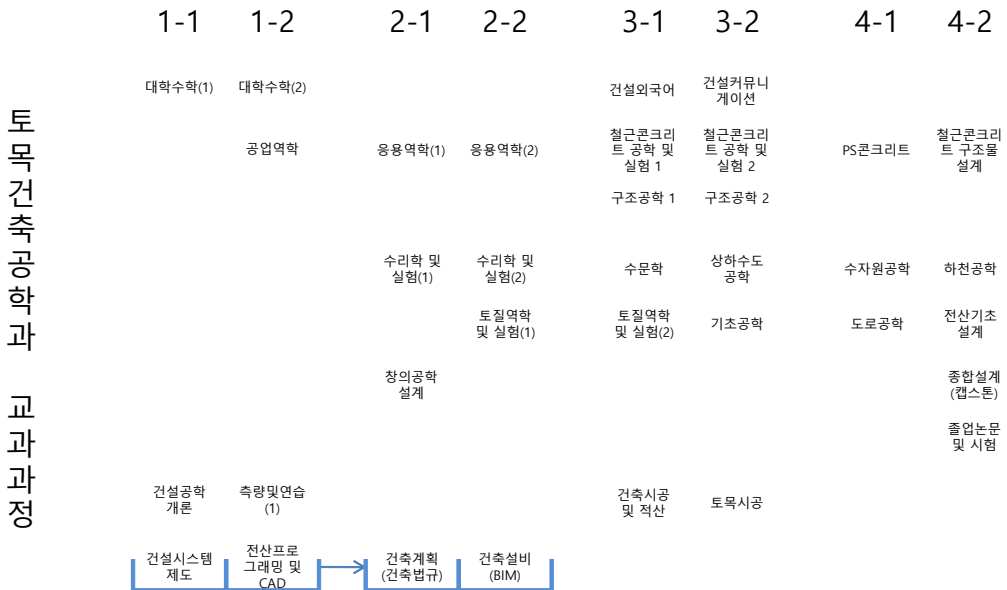 1-1 1-2 2-1 2-2 3-1 3-2 4-1 4-2
토목건축공학과 교과과정
대학수학(1)
대학수학(2)
건설외국어
건설커뮤니
게이션
공업역학
응용역학(1)
응용역학(2)
철근콘크리
트 공학 및
실험 1
철근콘크리
트 공학 및
실험 2
PS콘크리트
철근콘크리
트 구조물
설계
구조공학 1
구조공학 2
수리학 및
실험(1)
수리학 및
실험(2)
수문학
상하수도
공학
수자원공학
하천공학
토질역학
및 실험(1)
토질역학
및 실험(2)
기초공학
도로공학
전산기초
설계
창의공학
설계
종합설계
(캡스톤)
졸업논문
및 시험
건설공학
개론
측량및연습
(1)
건축시공
및 적산
토목시공
건설시스템
제도
전산프로
그래밍 및
CAD
건축계획
(건축법규)
건축설비
(BIM)